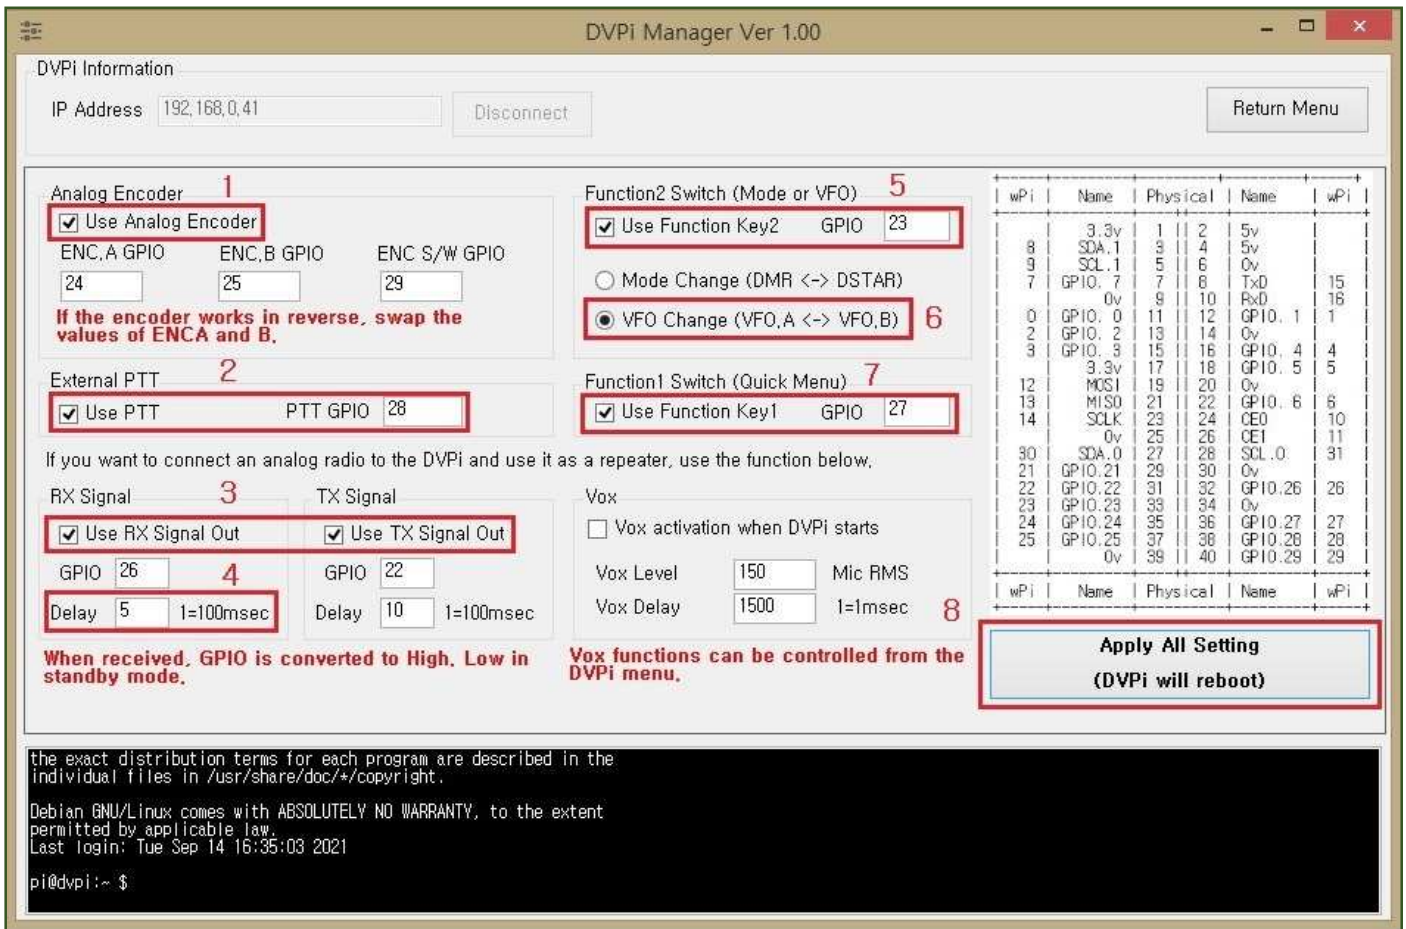 DVPi Manager Ver 1.00
DVPi Information
IP Address 192,168,0,41 Disconnect Return Menu
1
Analog Encoder
Use Analog Encoder
ENC,A GPIO ENC,B GPIO ENC S/W GPIO
24 25 29
If the encoder works in reverse, swap the
values of ENCA and B,
2
External PTT
Use PTT PTT GPIO 28
5
Function2 Switch (Mode or VFO)
Use Function Key2 GPIO 23
Mode Change (DMR <-> DSTAR)
VFO Change (VFO,A <-> VFO,B) 6
7
Function1 Switch (Quick Menu)
Use Function Key1 GPIO 27
If you want to connect an analog radio to the DVPi and use it as a repeater, use the function below,
3
RX Signal
Use RX Signal Out
GPIO 26 4
Delay 5 1=100msec
TX Signal
Use TX Signal Out
GPIO 22
Delay 10 1=100msec
When received, GPIO is converted to High, Low in
standby mode,
Vox
Vox activation when DVPi starts
Vox Level 150 Mic RMS
Vox Delay 1500 1=1msec
8
Vox functions can be controlled from the
DVPi menu,
| wPi | Name | Physical | Name | wPi |
| | 3.3v | 1 || 2 | 5v | |
| 8 | SDA.1 | 3 || 4 | 5v | |
| 9 | SCL.1 | 5 || 6 | 0v | |
| 7 | GPIO. 7 | 7 || 8 | TxD | 15 |
| | 0v | 9 || 10 | RxD | 16 |
| 0 | GPIO. 0 | 11 || 12 | GPIO. 1 | 1 |
| 2 | GPIO. 2 | 13 || 14 | 0v | |
| 3 | GPIO. 3 | 15 || 16 | GPIO. 4 | 4 |
| | 3.3v | 17 || 18 | GPIO. 5 | 5 |
| 12 | MOSI | 19 || 20 | 0v | |
| 13 | MISO | 21 || 22 | GPIO. 6 | 6 |
| 14 | SCLK | 23 || 24 | CE0 | 10 |
| | 0v | 25 || 26 | CE1 | 11 |
| 30 | SDA.0 | 27 || 28 | SCL.0 | 31 |
| 21 | GPIO.21 | 29 || 30 | 0v | |
| 22 | GPIO.22 | 31 || 32 | GPIO.26 | 26 |
| 23 | GPIO.23 | 33 || 34 | 0v | |
| 24 | GPIO.24 | 35 || 36 | GPIO.27 | 27 |
| 25 | GPIO.25 | 37 || 38 | GPIO.28 | 28 |
| | 0v | 39 || 40 | GPIO.29 | 29 |
| wPi | Name | Physical | Name | wPi |
Apply All Setting
(DVPi will reboot)
the exact distribution terms for each program are described in the
individual files in /usr/share/doc/*/copyright.
Debian GNU/Linux comes with ABSOLUTELY NO WARRANTY, to the extent
permitted by applicable law.
Last login: Tue Sep 14 16:35:03 2021
pi@dvpi:~ $